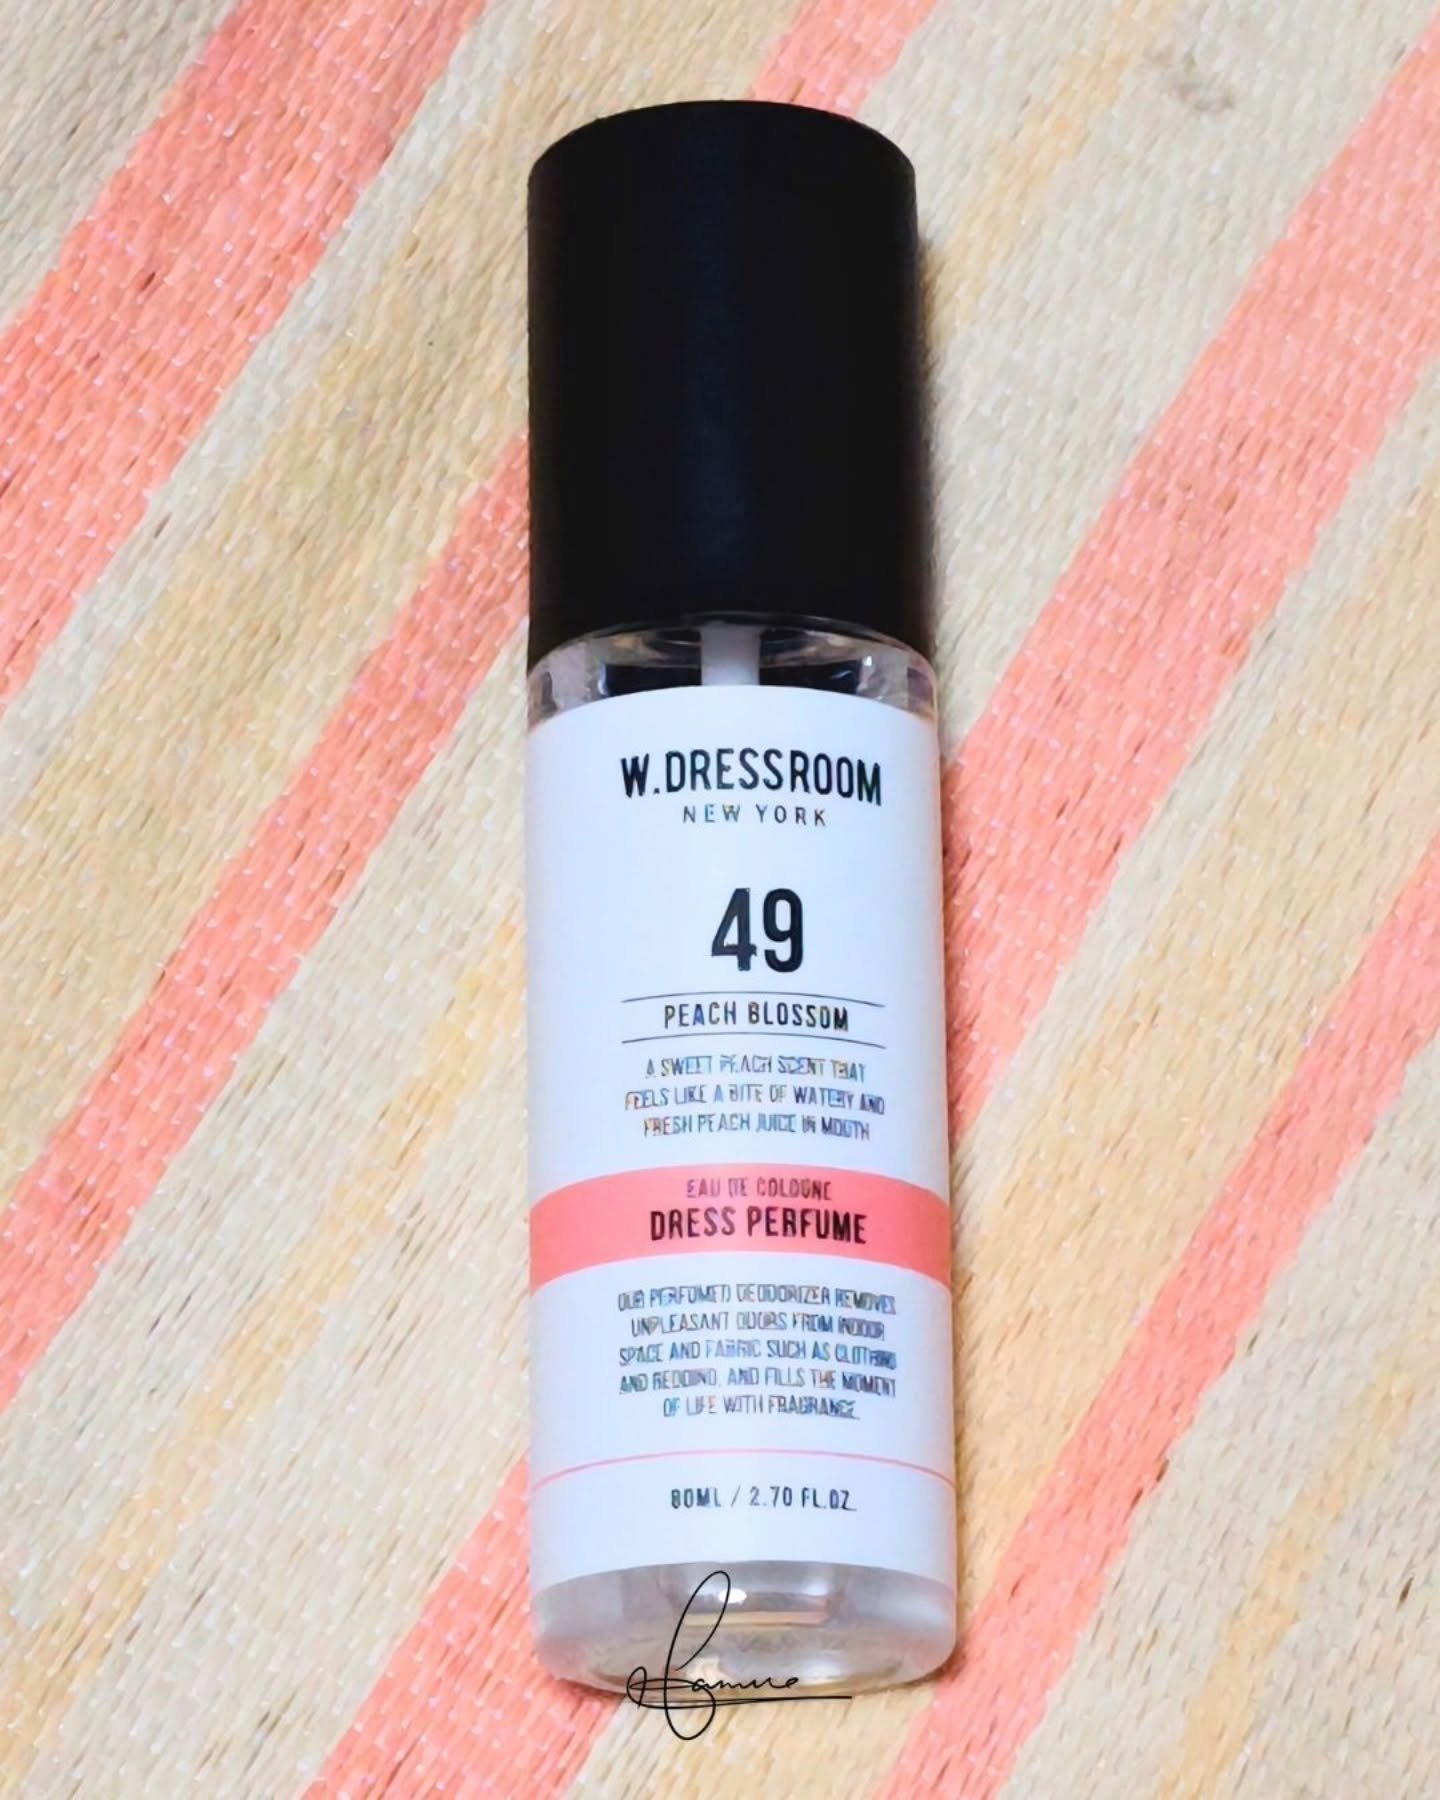 W.DRESSROOM
NEW YORK
49
PEACH BLOSSOM
A SWEET PEACH SCENT THAT
FEELS LIKE A BITE OF WATERY AND
FRESH PEACH JUICE IN MOUTH
EAU DE COLOGNE
DRESS PERFUME
OUR PERFUMED DEODORIZER REMOVES
UNPLEASANT ODORS FROM INDOOR
SPACE AND FABRIC SUCH AS CLOTHING
AND BEDDING, AND FILLS THE MOMENT
OF LIFE WITH FRAGRANCE.
80ML / 2.70 FL.OZ.